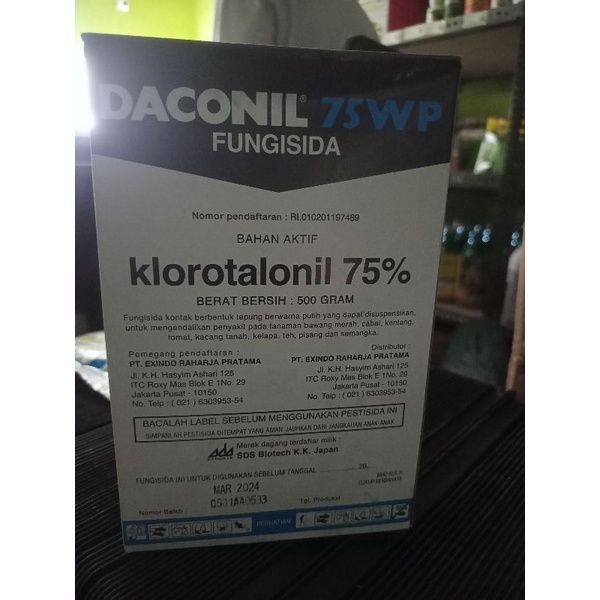 DACONIL® 75WP
FUNGISIDA
Nomor pendaftaran : RI.010201197489
BAHAN AKTIF
klorotalonil 75%
BERAT BERSIH : 500 GRAM
Fungisida kontak berbentuk tepung berwarna putih yang dapat disuspensikan,
untuk mengendalikan penyakit pada tanaman bawang merah, cabai, kentang,
tomat, kacang tanah, kelapa, teh, pisang dan semangka.
Pemegang pendaftaran :
PT. EXINDO RAHARJA PRATAMA
Jl. K.H. Hasyim Ashari 125
ITC Roxy Mas Blok E 1No. 29
Jakarta Pusat - 10150
No. Telp : ( 021 ) 6303953-54
Distributor :
PT. EXINDO RAHARJA PRATAMA
Jl. K.H. Hasyim Ashari 125
ITC Roxy Mas Blok E 1No. 29
Jakarta Pusat - 10150
No. Telp : ( 021 ) 6303953-54
BACALAH LABEL SEBELUM MENGGUNAKAN PESTISIDA INI
SIMPANLAH PESTISIDA DITEMPAT YANG AMAN JAUHKAN DARI JANGKAUAN ANAK-ANAK
sds Merek dagang terdaftar milik :
SDS Biotech K.K. Japan
FUNGISIDA INI UNTUK DIGUNAKAN SEBELUM TANGGAL 20
MAR 2024
Nomor Batch :
Tgl. Produksi
PERHATIAN